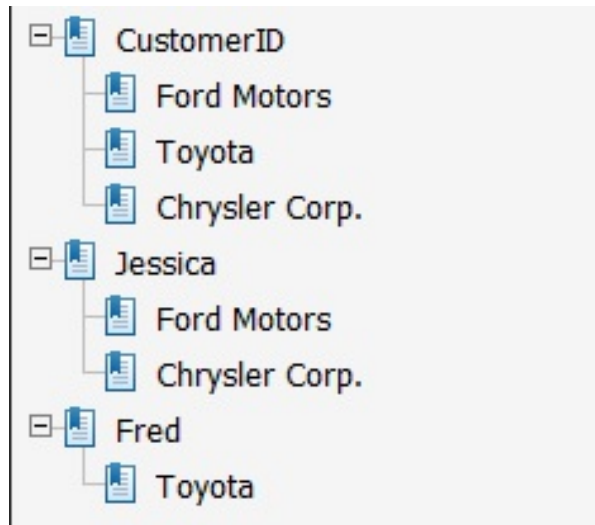 CustomerID
Ford Motors
Toyota
Chrysler Corp.
Jessica
Ford Motors
Chrysler Corp.
Fred
Toyota